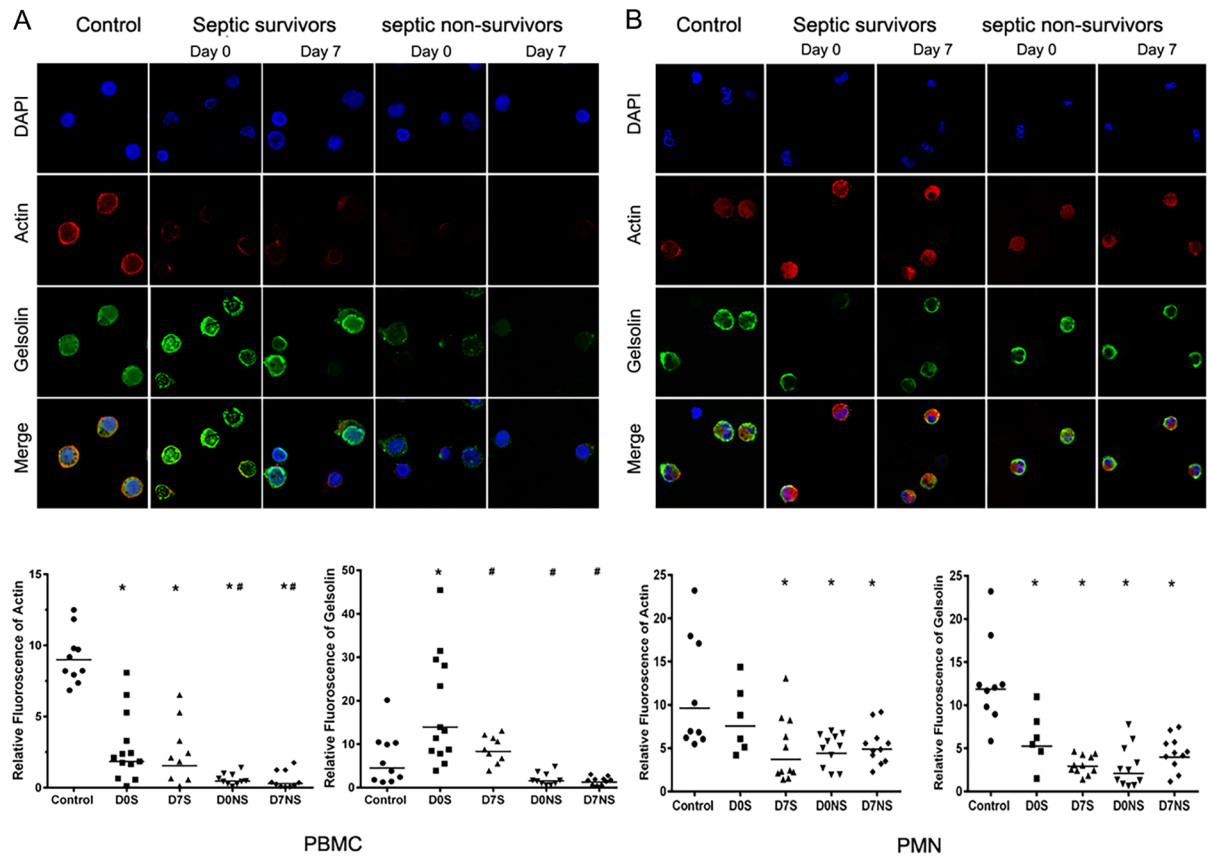 A
Control
Septic survivors
septic non-survivors
Day 0
Day 7
Day 0
Day 7
DAPI
Actin
Gelsolin
Merge
B
Control
Septic survivors
septic non-survivors
Day 0
Day 7
Day 0
Day 7
DAPI
Actin
Gelsolin
Merge
Relative Fluoroscence of Actin
15
10
5
0
* * *# *#
Control D0S D7S D0NS D7NS
Relative Fluoroscence of Gelsolin
50
40
30
20
10
0
* # # #
Control D0S D7S D0NS D7NS
PBMC
Relative Fluoroscence of Actin
25
20
15
10
5
0
* * *
Control D0S D7S D0NS D7NS
Relative Fluoroscence of Gelsolin
25
20
15
10
5
0
* * * *
Control D0S D7S D0NS D7NS
PMN